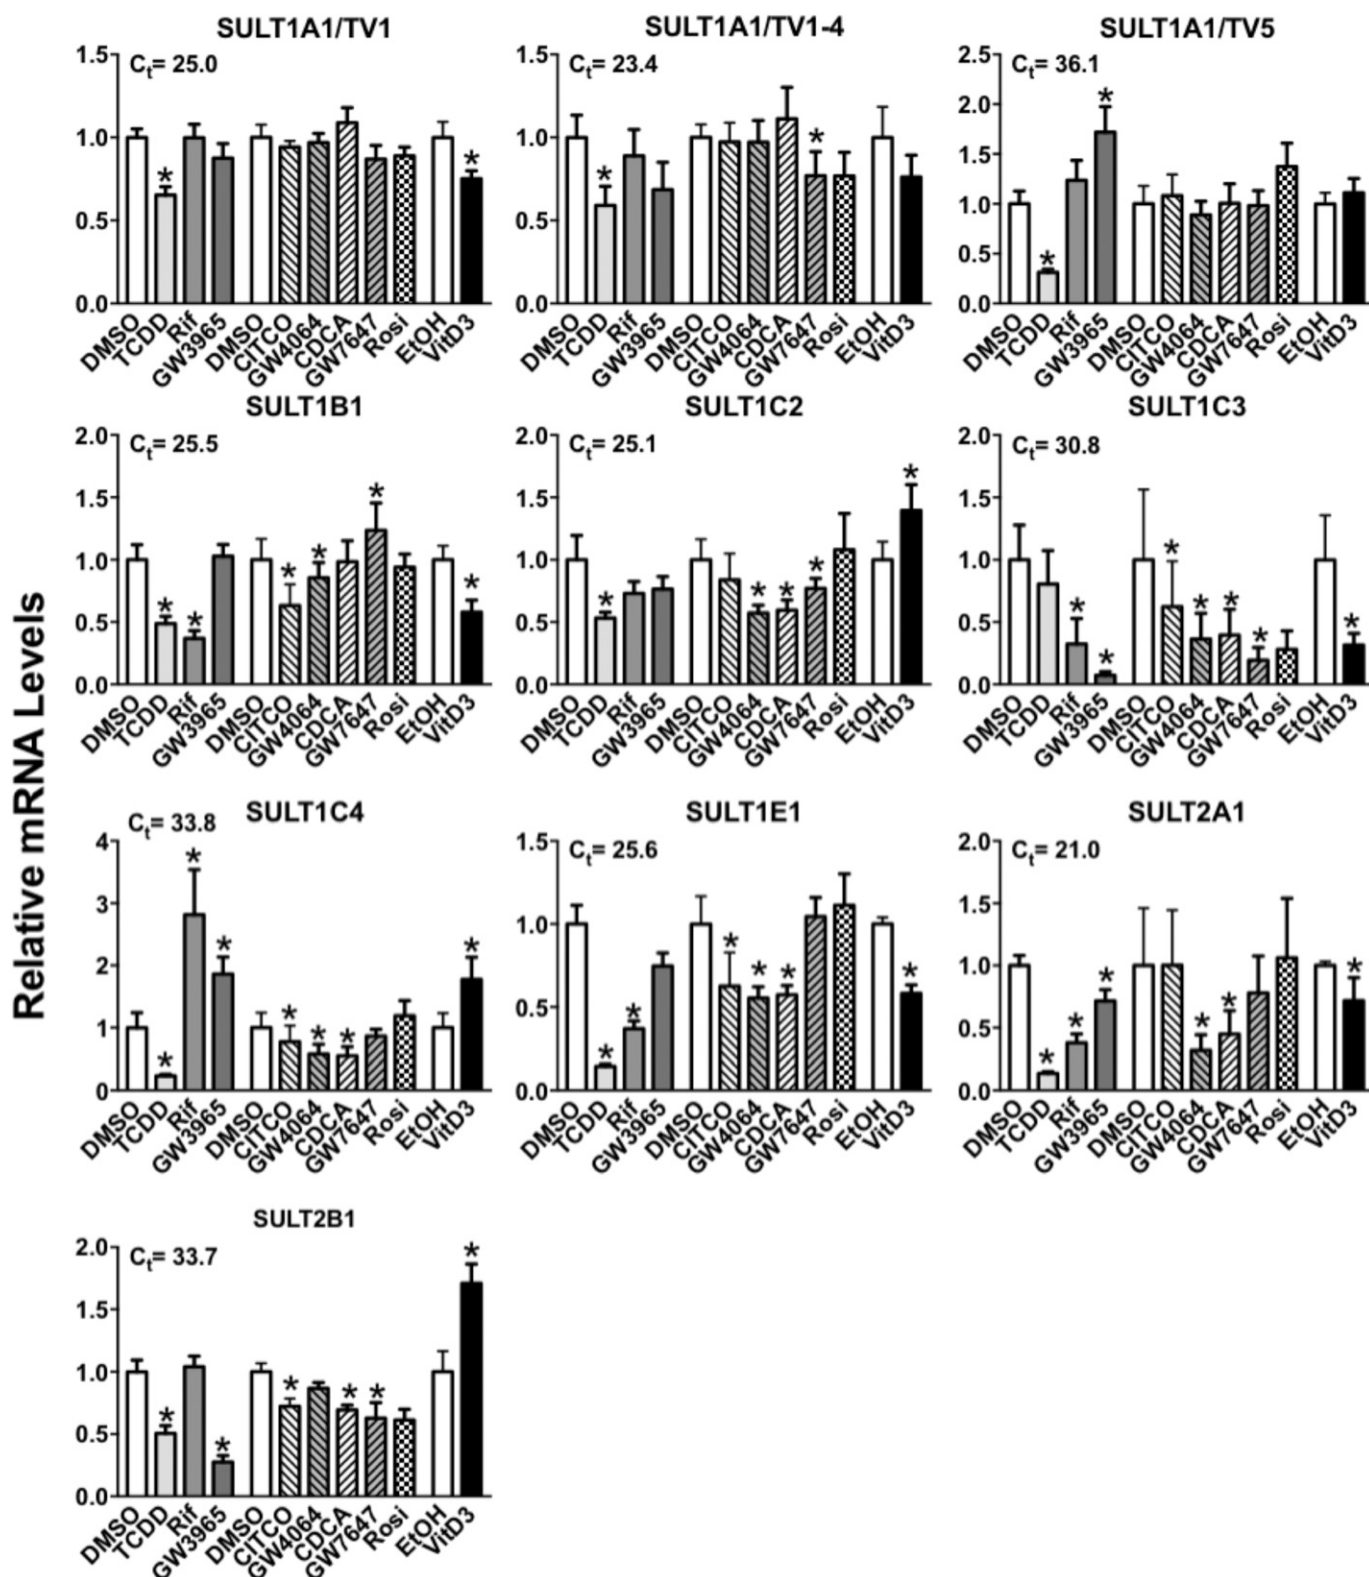 Relative mRNA Levels
SULT1A1/TV1
Ct= 25.0
1.5
1.0
0.5
0.0
*
*
DMSO
TCDD
Rif
GW3965
DMSO
CITCO
GW4064
CDCA
GW7647
Rosi
EtOH
VitD3
SULT1A1/TV1-4
Ct= 23.4
1.5
1.0
0.5
0.0
*
*
DMSO
TCDD
Rif
GW3965
DMSO
CITCO
GW4064
CDCA
GW7647
Rosi
EtOH
VitD3
SULT1A1/TV5
Ct= 36.1
2.5
2.0
1.5
1.0
0.5
0.0
*
*
DMSO
TCDD
Rif
GW3965
DMSO
CITCO
GW4064
CDCA
GW7647
Rosi
EtOH
VitD3
SULT1B1
Ct= 25.5
2.0
1.5
1.0
0.5
0.0
*
*
*
*
*
*
DMSO
TCDD
Rif
GW3965
DMSO
CITCO
GW4064
CDCA
GW7647
Rosi
EtOH
VitD3
SULT1C2
Ct= 25.1
2.0
1.5
1.0
0.5
0.0
*
*
*
*
*
DMSO
TCDD
Rif
GW3965
DMSO
CITCO
GW4064
CDCA
GW7647
Rosi
EtOH
VitD3
SULT1C3
Ct= 30.8
2.0
1.5
1.0
0.5
0.0
*
*
*
*
*
*
*
DMSO
TCDD
Rif
GW3965
DMSO
CITCO
GW4064
CDCA
GW7647
Rosi
EtOH
VitD3
SULT1C4
Ct= 33.8
4
3
2
1
0
*
*
*
*
*
*
*
DMSO
TCDD
Rif
GW3965
DMSO
CITCO
GW4064
CDCA
GW7647
Rosi
EtOH
VitD3
SULT1E1
Ct= 25.6
1.5
1.0
0.5
0.0
*
*
*
*
*
*
DMSO
TCDD
Rif
GW3965
DMSO
CITCO
GW4064
CDCA
GW7647
Rosi
EtOH
VitD3
SULT2A1
Ct= 21.0
2.0
1.5
1.0
0.5
0.0
*
*
*
*
*
*
DMSO
TCDD
Rif
GW3965
DMSO
CITCO
GW4064
CDCA
GW7647
Rosi
EtOH
VitD3
SULT2B1
Ct= 33.7
2.0
1.5
1.0
0.5
0.0
*
*
*
*
*
*
DMSO
TCDD
Rif
GW3965
DMSO
CITCO
GW4064
CDCA
GW7647
Rosi
EtOH
VitD3